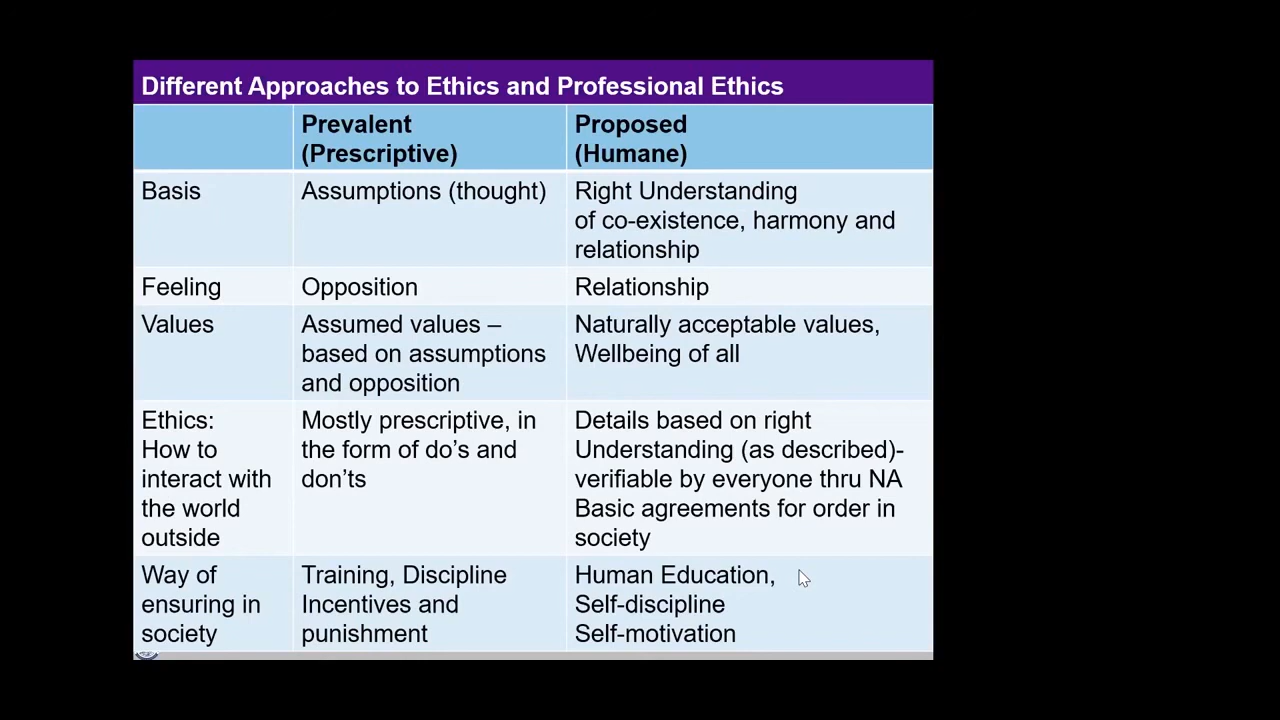 Different Approaches to Ethics and Professional Ethics
Prevalent
(Prescriptive)
Proposed
(Humane)
Basis
Assumptions (thought)
Right Understanding
of co-existence, harmony and
relationship
Feeling
Opposition
Relationship
Values
Assumed values –
based on assumptions
and opposition
Naturally acceptable values,
Wellbeing of all
Ethics:
How to
interact with
the world
outside
Mostly prescriptive, in
the form of do’s and
don’ts
Details based on right
Understanding (as described)-
verifiable by everyone thru NA
Basic agreements for order in
society
Way of
ensuring in
society
Training, Discipline
Incentives and
punishment
Human Education,
Self-discipline
Self-motivation